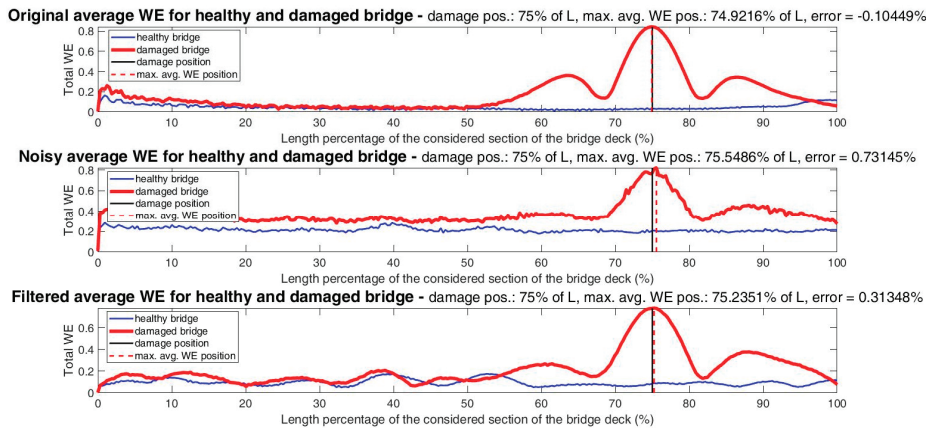 Original average WE for healthy and damaged bridge - damage pos.: 75% of L, max. avg. WE pos.: 74.9216% of L, error = -0.10449%
Total WE
0.8
0.6
0.4
0.2
0
healthy bridge
damaged bridge
damage position
max. avg. WE position
0 10 20 30 40 50 60 70 80 90 100
Length percentage of the considered section of the bridge deck (%)
Noisy average WE for healthy and damaged bridge - damage pos.: 75% of L, max. avg. WE pos.: 75.5486% of L, error = 0.73145%
Total WE
0.8
0.6
0.4
0.2
0
healthy bridge
damaged bridge
damage position
max. avg. WE position
0 10 20 30 40 50 60 70 80 90 100
Length percentage of the considered section of the bridge deck (%)
Filtered average WE for healthy and damaged bridge - damage pos.: 75% of L, max. avg. WE pos.: 75.2351% of L, error = 0.31348%
Total WE
0.6
0.4
0.2
0
healthy bridge
damaged bridge
damage position
max. avg. WE position
0 10 20 30 40 50 60 70 80 90 100
Length percentage of the considered section of the bridge deck (%)